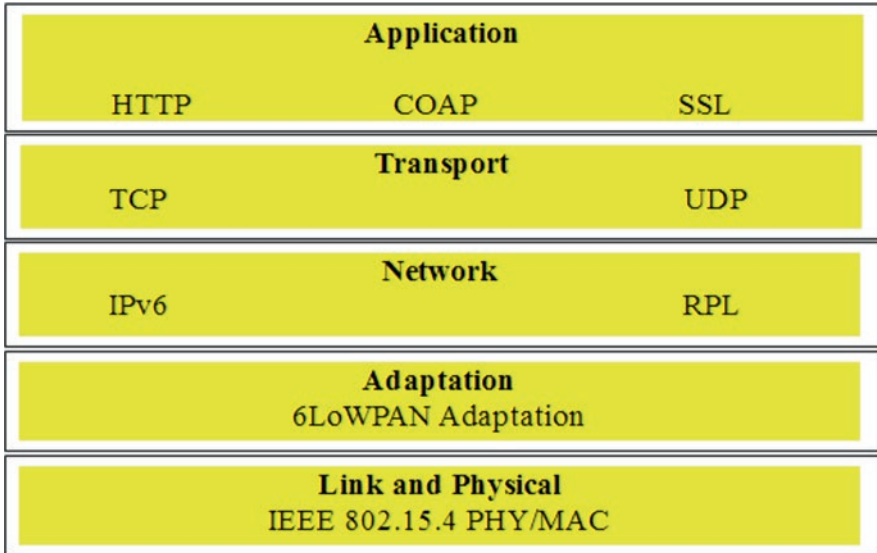 Application
HTTP COAP SSL
Transport
TCP UDP
Network
IPv6 RPL
Adaptation
6LoWPAN Adaptation
Link and Physical
IEEE 802.15.4 PHY/MAC